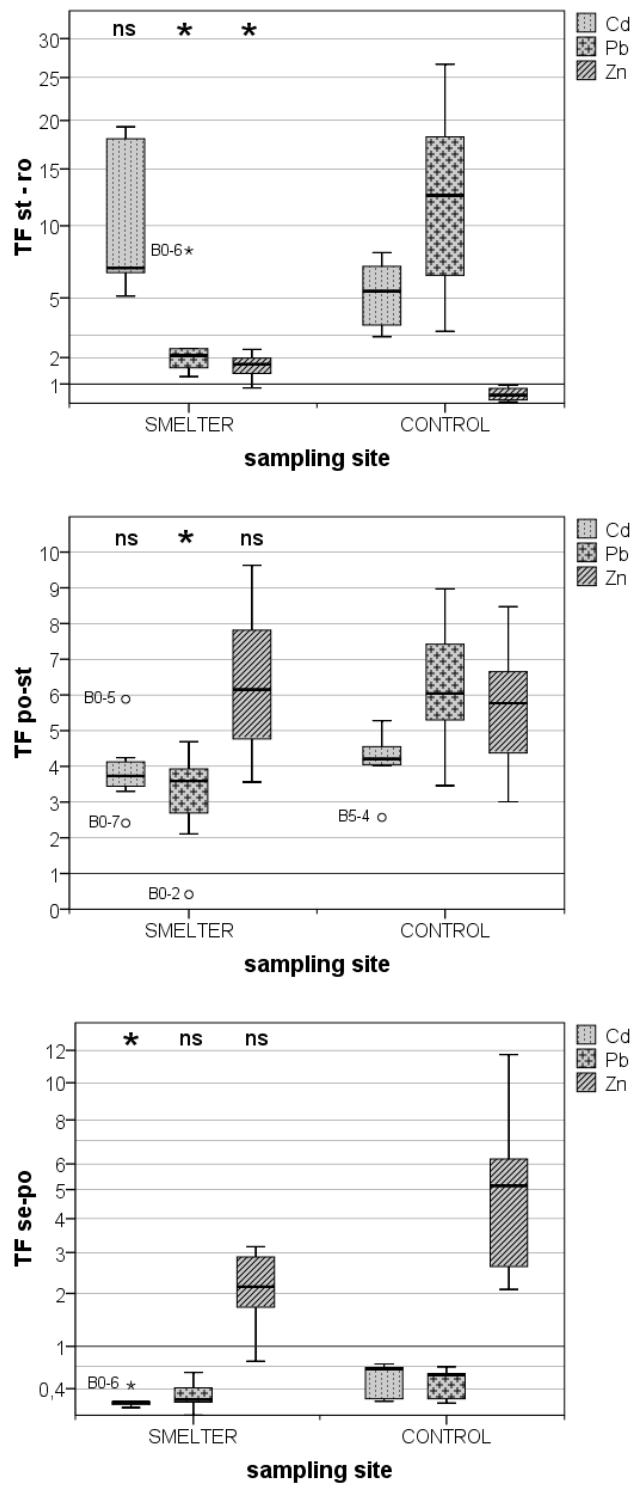 ns * *
Cd
Pb
Zn
30
25
20
15
10
5
2
1
TF st - ro
B0-6
SMELTER CONTROL
sampling site
ns * ns
Cd
Pb
Zn
10
9
8
7
6
5
4
3
2
1
0
TF po-st
B0-5
B0-7
B0-2
B5-4
SMELTER CONTROL
sampling site
* ns ns
Cd
Pb
Zn
12
10
8
6
5
4
3
2
1
0,4
TF se-po
B0-6
SMELTER CONTROL
sampling site